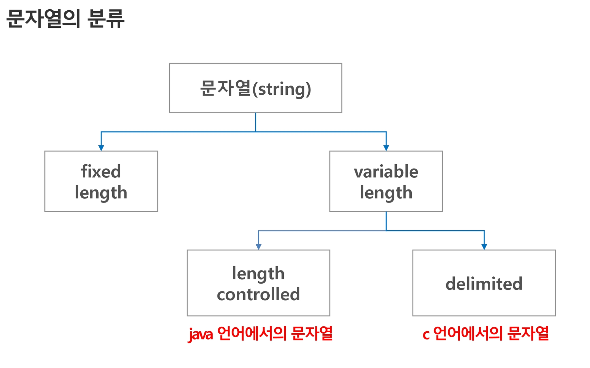 문자열의 분류
문자열(string)
fixed
length
variable
length
length
controlled
delimited
java 언어에서의 문자열
c 언어에서의 문자열